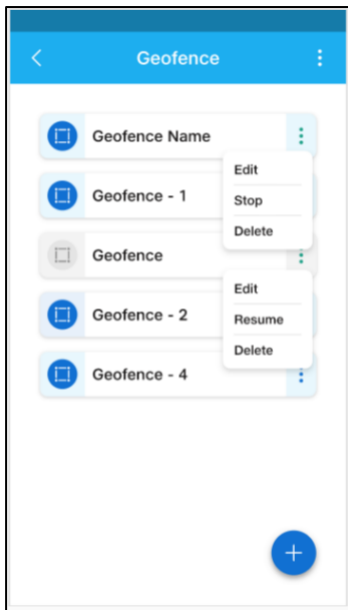 Geofence
Geofence Name
Edit
Geofence - 1
Stop
Delete
Geofence
Edit
Geofence - 2
Resume
Delete
Geofence - 4